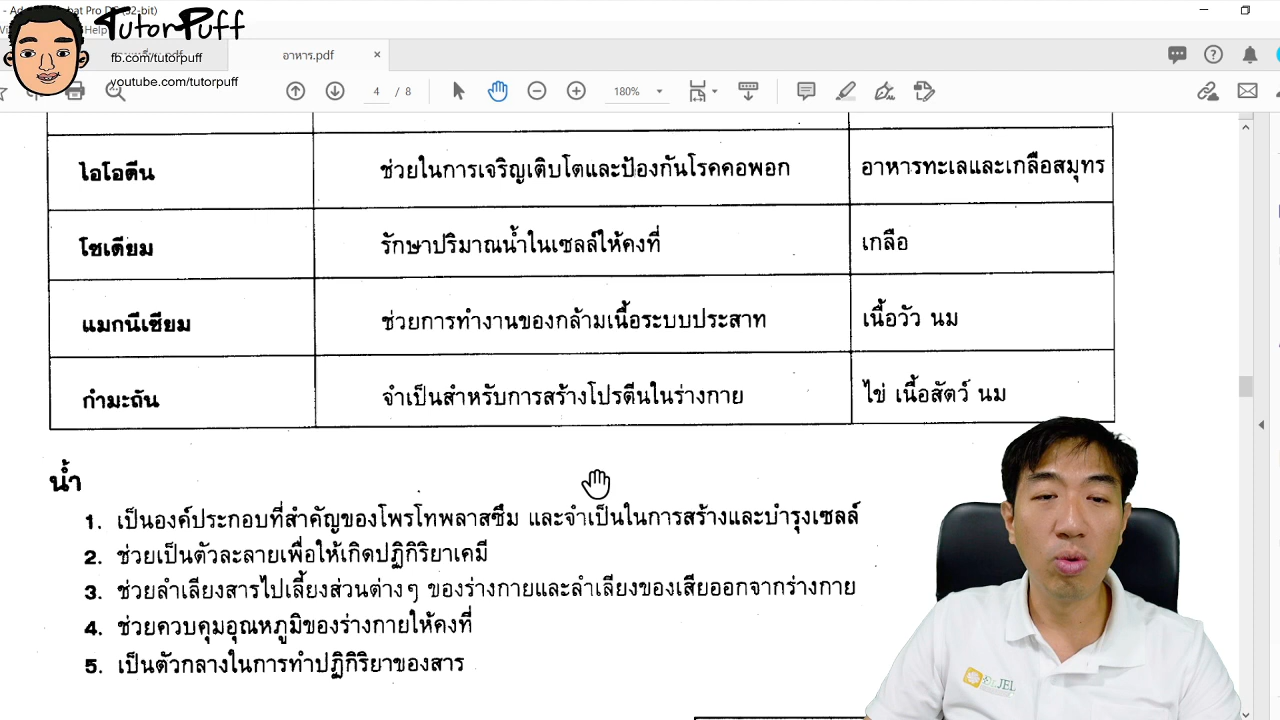 - Ado
bat Pro D
(32-bit)
TutorPuff
Help
fb.com/tutorpuff
.pdf
อาหาร.pdf
×
youtube.com/tutorpuff
4 / 8
180%
ไอโอดีน ช่วยในการเจริญเติบโตและป้องกันโรคคอพอก อาหารทะเลและเกลือสมุทร
โซเดียม รักษาปริมาณน้ำในเซลล์ให้คงที่ เกลือ
แมกนีเซียม ช่วยการทำงานของกล้ามเนื้อระบบประสาท เนื้อวัว นม
กำมะถัน จำเป็นสำหรับการสร้างโปรตีนในร่างกาย ไข่ เนื้อสัตว์ นม
น้ำ
1. เป็นองค์ประกอบที่สำคัญของโพรโทพลาสซึม และจำเป็นในการสร้างและบำรุงเซลล์
2. ช่วยเป็นตัวละลายเพื่อให้เกิดปฏิกิริยาเคมี
3. ช่วยลำเลียงสารไปเลี้ยงส่วนต่างๆ ของร่างกายและลำเลียงของเสียออกจากร่างกาย
4. ช่วยควบคุมอุณหภูมิของร่างกายให้คงที่
5. เป็นตัวกลางในการทำปฏิกิริยาของสาร
JEL